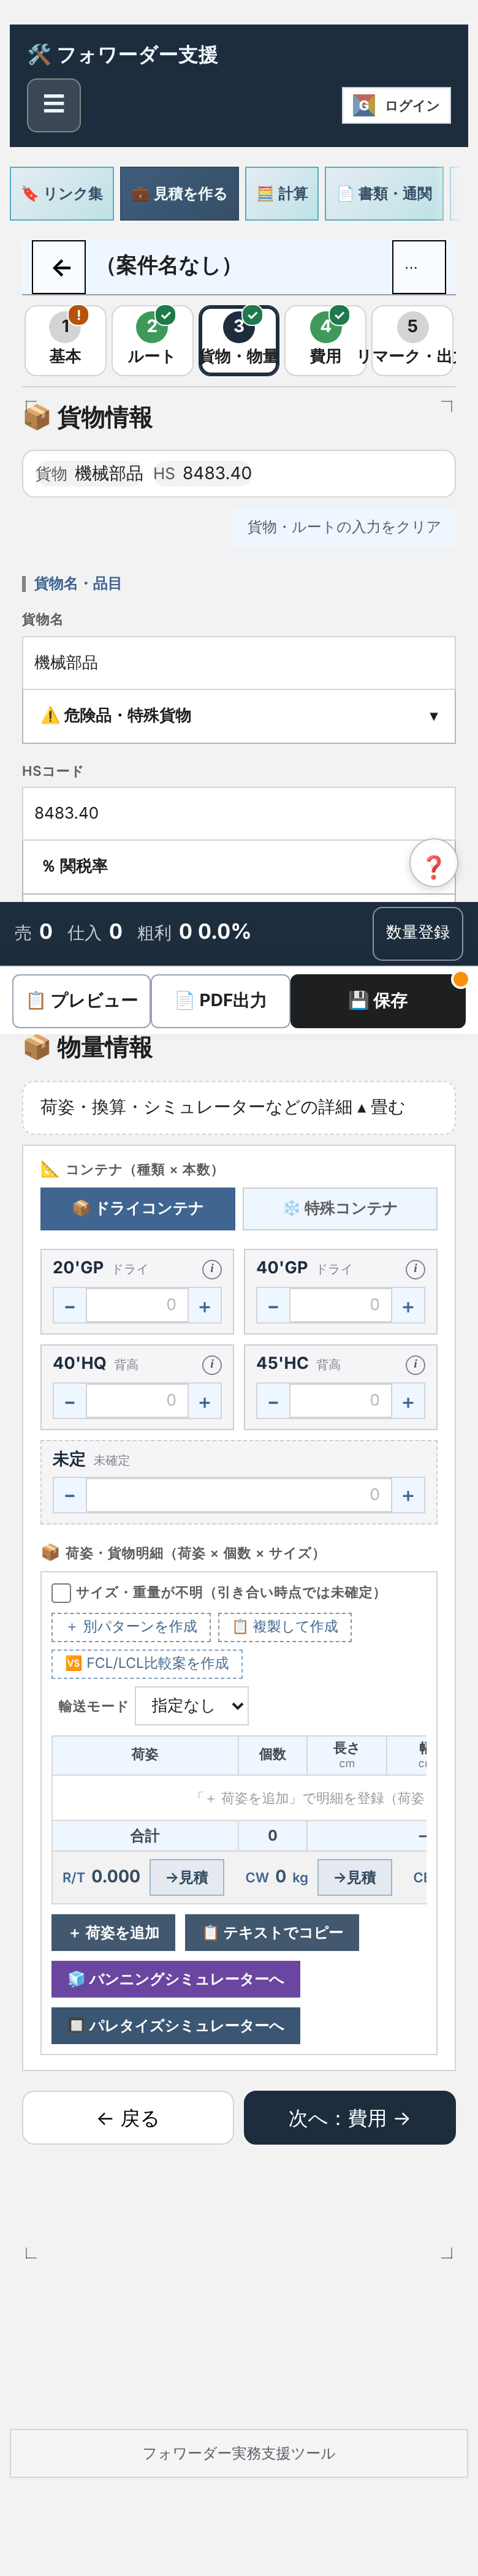 🛠️ フォワーダー支援
☰
G ログイン
🔖 リンク集
💼 見積を作る
🧮 計算
📄 書類・通関
← （案件名なし） ...
1 ! 基本
2 ✓ ルート
3 ✓ 貨物・物量
4 ✓ 費用
5 リマーク・出
📦 貨物情報
貨物 機械部品 HS 8483.40
貨物・ルートの入力をクリア
貨物名・品目
貨物名
機械部品
⚠️ 危険品・特殊貨物 ▼
HSコード
8483.40
% 関税率
❓
売 0 仕入 0 粗利 0 0.0%
数量登録
📋 プレビュー
📄 PDF出力
💾 保存
📦 物量情報
荷姿・換算・シミュレーターなどの詳細 ▴ 畳む
📐 コンテナ（種類 × 本数）
📦 ドライコンテナ
❄️ 特殊コンテナ
20'GP ドライ i
− 0 +
40'GP ドライ i
− 0 +
40'HQ 背高 i
− 0 +
45'HC 背高 i
− 0 +
未定 未確定
− 0 +
📦 荷姿・貨物明細（荷姿 × 個数 × サイズ）
サイズ・重量が不明（引き合い時点では未確定）
＋ 別パターンを作成
📋 複製して作成
🆚 FCL/LCL比較案を作成
輸送モード 指定なし
荷姿 個数 長さ cm
「＋ 荷姿を追加」で明細を登録（荷姿
合計 0 –
R/T 0.000 →見積 CW 0 kg →見積
＋ 荷姿を追加
📋 テキストでコピー
🧊 バンニングシミュレーターへ
🔲 パレタイズシミュレーターへ
← 戻る
次へ：費用 →
フォワーダー実務支援ツール